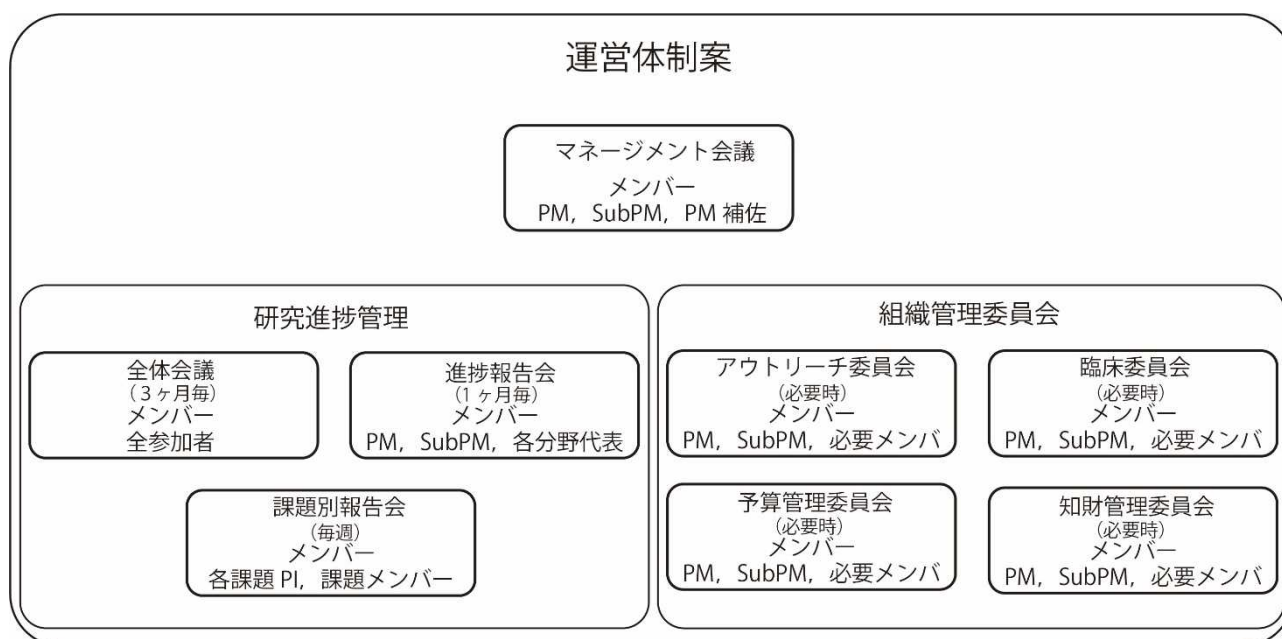 運営体制案
マネージメント会議
メンバー
PM, SubPM, PM 補佐
研究進捗管理
全体会議
(3ヶ月毎)
メンバー
全参加者
進捗報告会
(1ヶ月毎)
メンバー
PM, SubPM, 各分野代表
課題別報告会
(毎週)
メンバー
各課題 PI, 課題メンバー
組織管理委員会
アウトリーチ委員会
(必要時)
メンバー
PM, SubPM, 必要メンバ
臨床委員会
(必要時)
メンバー
PM, SubPM, 必要メンバ
予算管理委員会
(必要時)
メンバー
PM, SubPM, 必要メンバ
知財管理委員会
(必要時)
メンバー
PM, SubPM, 必要メンバ